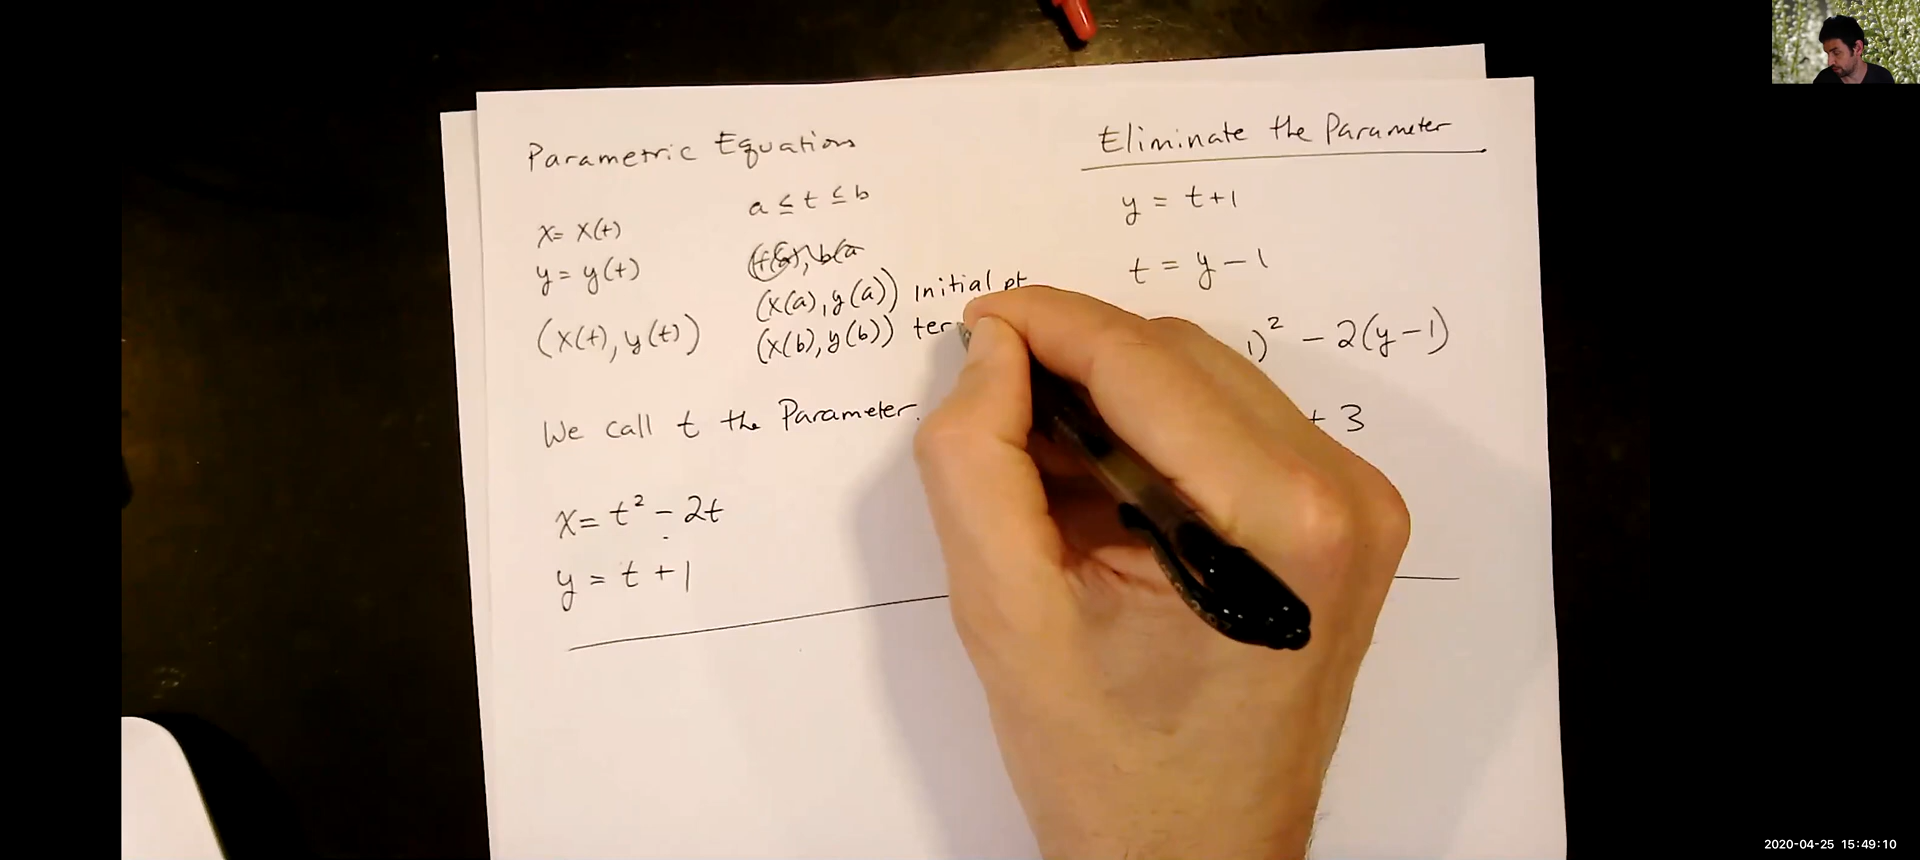 Parametric Equations
a ≤ t ≤ b
x = x(t)
y = y(t)
(x(a), y(a)) Initial pt
(x(t), y(t))
(x(b), y(b)) ter
We call t the Parameter.
x = t² - 2t
y = t + 1
Eliminate the Parameter
y = t + 1
t = y - 1
1)² - 2(y - 1)
+ 3
2020-04-25 15:49:10